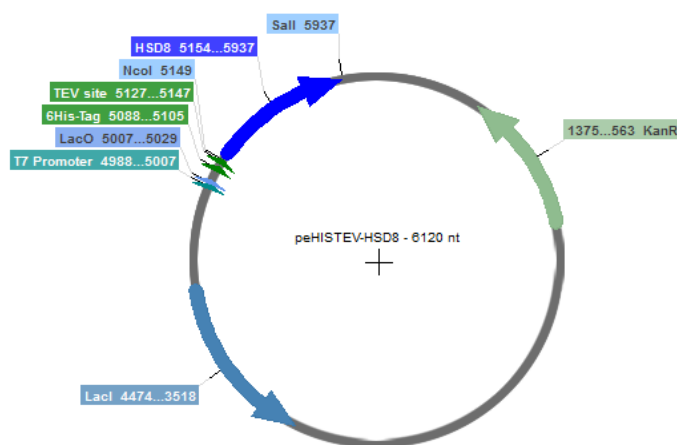 SalI 5937
HSD8 5154...5937
NcoI 5149
TEV site 5127...5147
6His-Tag 5088...5105
LacO 5007...5029
T7 Promoter 4988...5007
1375...563 KanR
peHISTEV-HSD8 - 6120 nt
LacI 4474...3518